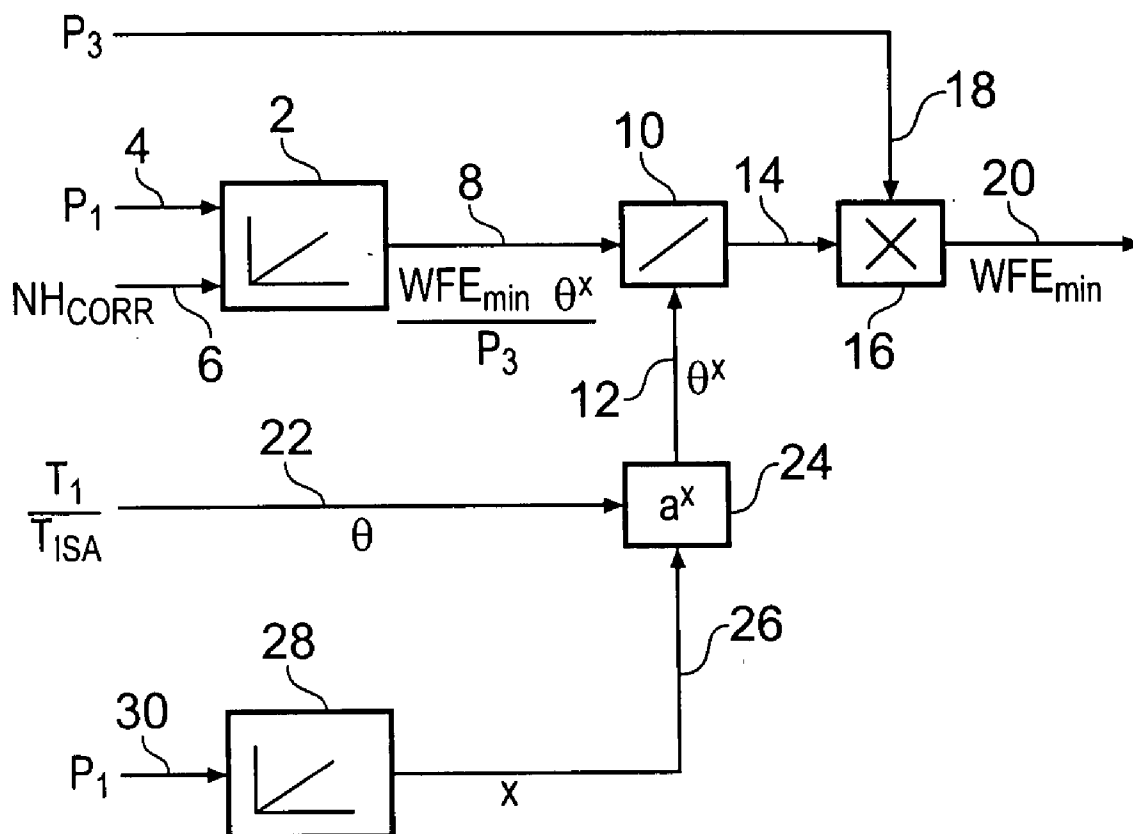 P3
18
2
4
10
8
14
20
P1
WFEmin θx
P3
WFEmin
NHCORR
6
16
12
θx
22
24
T1
TISA
ax
θ
26
28
30
P1
x